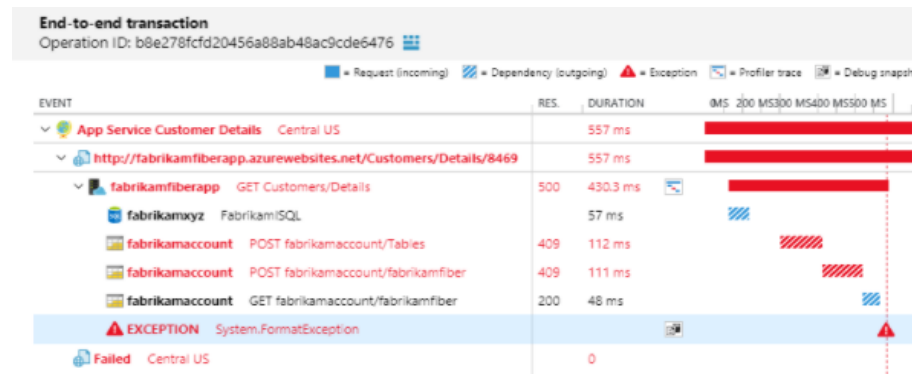 End-to-end transaction
Operation ID: b8e278fcfd20456a88ab48ac9cde6476
= Request (incoming) = Dependency (outgoing) = Exception = Profiler trace = Debug snapsh
EVENT RES. DURATION 0MS 200 MS300 MS400 MS500 MS
App Service Customer Details Central US 557 ms
http://fabrikamfiberapp.azurewebsites.net/Customers/Details/8469 557 ms
fabrikamfiberapp GET Customers/Details 500 430.3 ms
fabrikamxyz FabrikamISQL 57 ms
fabrikamaccount POST fabrikamaccount/Tables 409 112 ms
fabrikamaccount POST fabrikamaccount/fabrikamfiber 409 111 ms
fabrikamaccount GET fabrikamaccount/fabrikamfiber 200 48 ms
EXCEPTION System.FormatException
Failed Central US 0